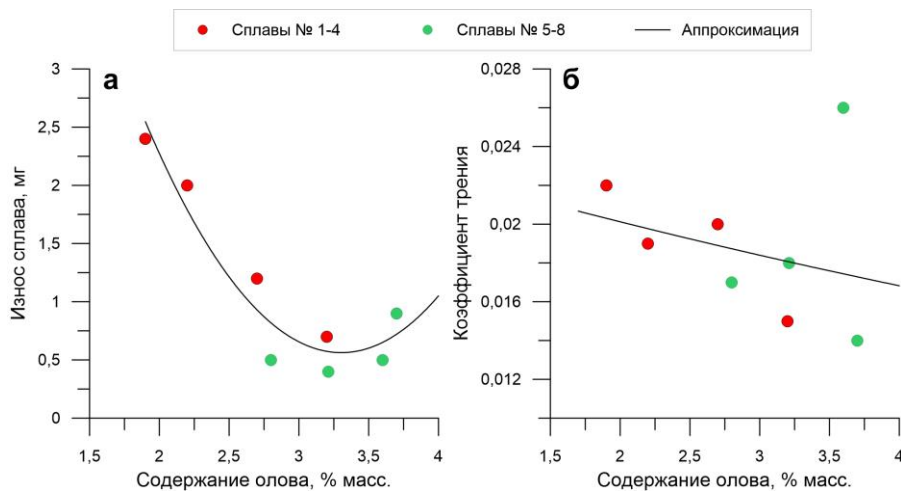 Сплавы № 1-4 Сплавы № 5-8 Аппроксимация
а
3
2,5
2
1,5
1
0,5
0
Износ сплава, мг
1,5 2 2,5 3 3,5 4
Содержание олова, % масс.
б
0,028
0,024
0,02
0,016
0,012
Коэффициент трения
1,5 2 2,5 3 3,5 4
Содержание олова, % масс.